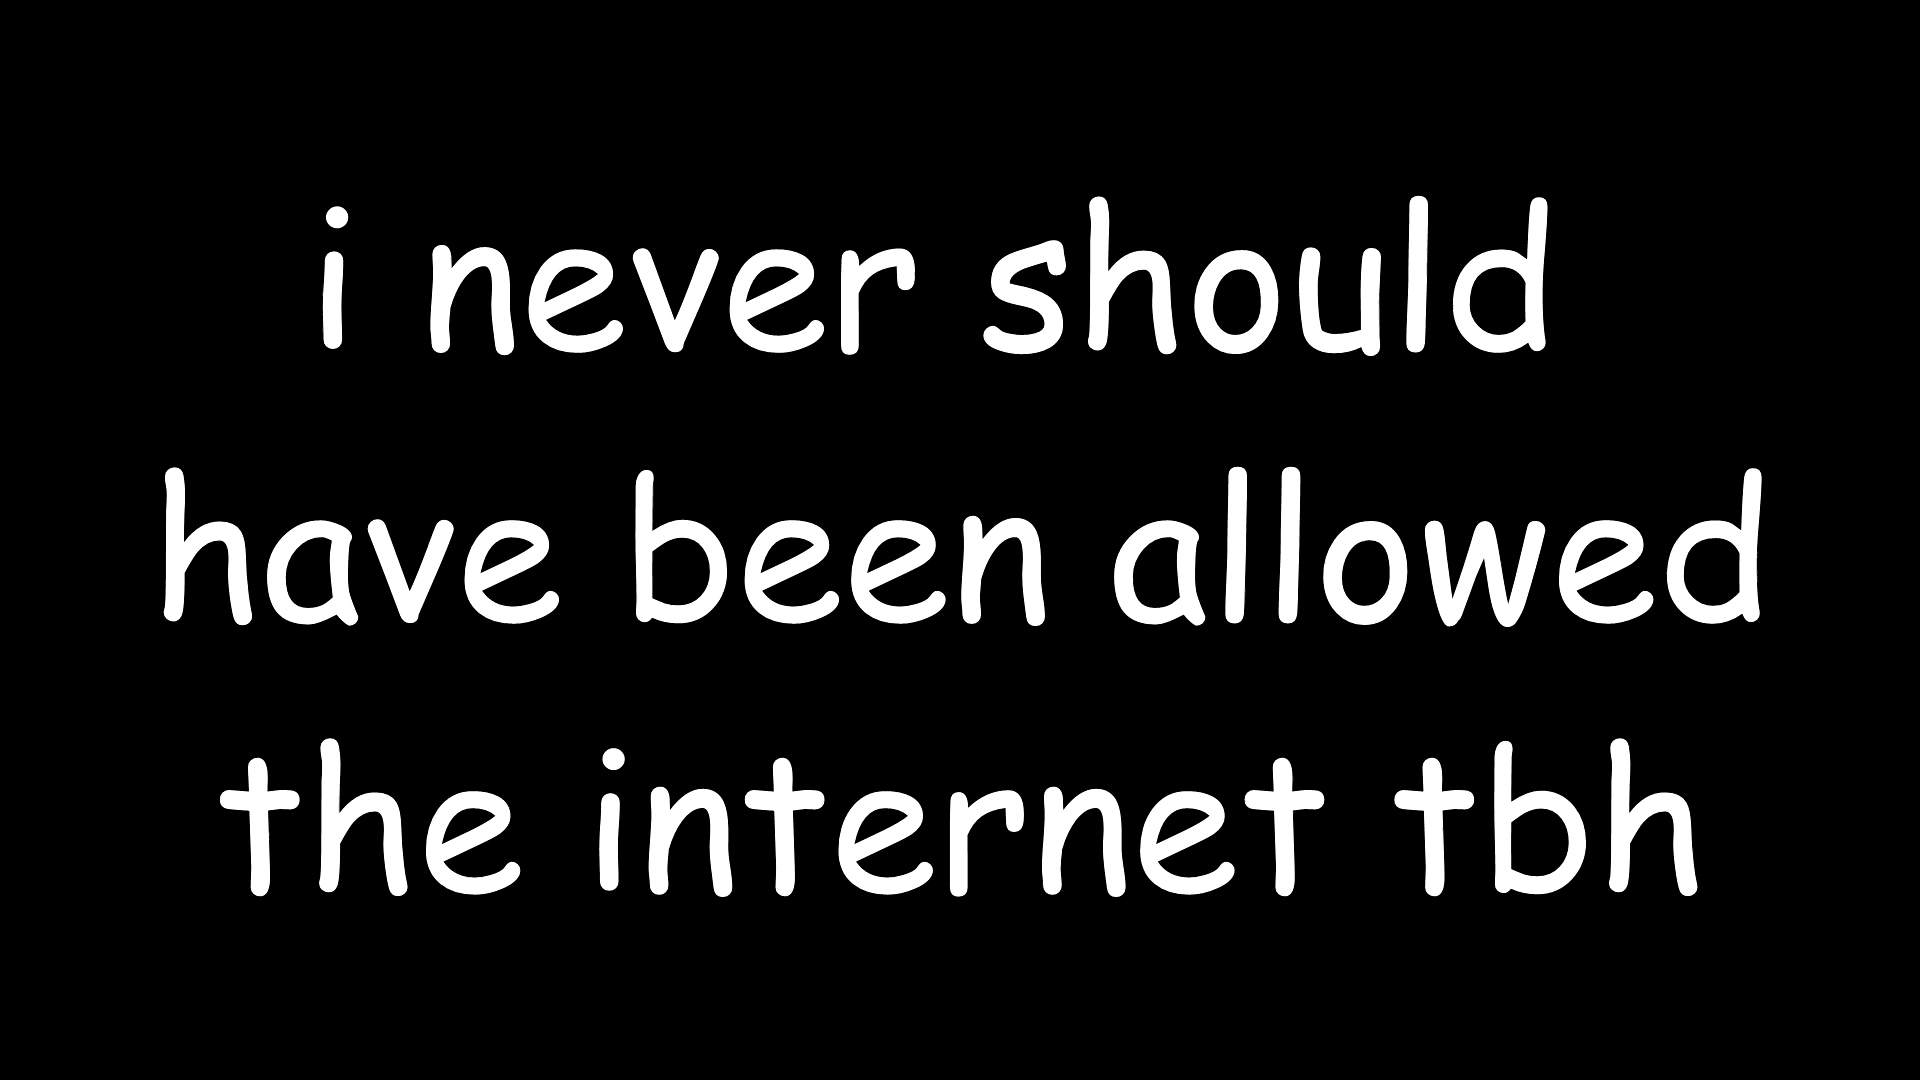 i never should
have been allowed
the internet tbh